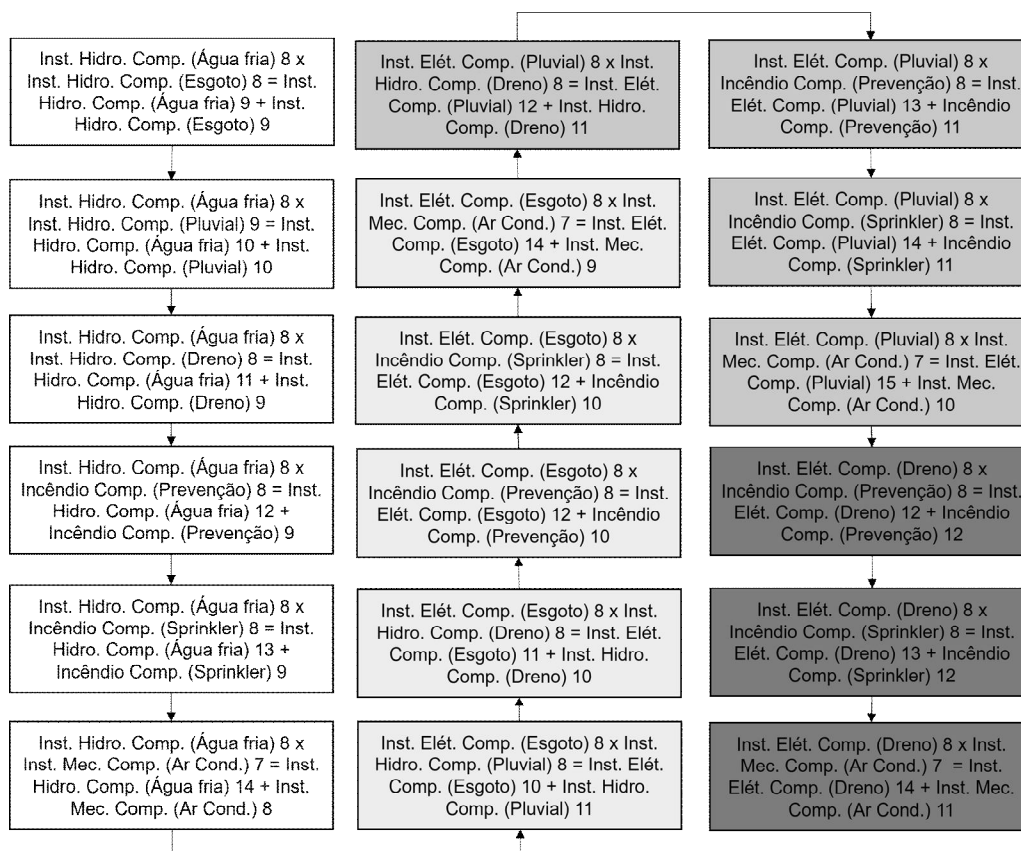 Inst. Hidro. Comp. (Água fria) 8 x
Inst. Hidro. Comp. (Esgoto) 8 = Inst.
Hidro. Comp. (Água fria) 9 + Inst.
Hidro. Comp. (Esgoto) 9
Inst. Hidro. Comp. (Água fria) 8 x
Inst. Hidro. Comp. (Pluvial) 9 = Inst.
Hidro. Comp. (Água fria) 10 + Inst.
Hidro. Comp. (Pluvial) 10
Inst. Hidro. Comp. (Água fria) 8 x
Inst. Hidro. Comp. (Dreno) 8 = Inst.
Hidro. Comp. (Água fria) 11 + Inst.
Hidro. Comp. (Dreno) 9
Inst. Hidro. Comp. (Água fria) 8 x
Incêndio Comp. (Prevenção) 8 = Inst.
Hidro. Comp. (Água fria) 12 +
Incêndio Comp. (Prevenção) 9
Inst. Hidro. Comp. (Água fria) 8 x
Incêndio Comp. (Sprinkler) 8 = Inst.
Hidro. Comp. (Água fria) 13 +
Incêndio Comp. (Sprinkler) 9
Inst. Hidro. Comp. (Água fria) 8 x
Inst. Mec. Comp. (Ar Cond.) 7 = Inst.
Hidro. Comp. (Água fria) 14 + Inst.
Mec. Comp. (Ar Cond.) 8
Inst. Elét. Comp. (Esgoto) 8 x Inst.
Hidro. Comp. (Pluvial) 8 = Inst. Elét.
Comp. (Esgoto) 10 + Inst. Hidro.
Comp. (Pluvial) 11
Inst. Elét. Comp. (Esgoto) 8 x Inst.
Hidro. Comp. (Dreno) 8 = Inst. Elét.
Comp. (Esgoto) 11 + Inst. Hidro.
Comp. (Dreno) 10
Inst. Elét. Comp. (Esgoto) 8 x
Incêndio Comp. (Prevenção) 8 = Inst.
Elét. Comp. (Esgoto) 12 + Incêndio
Comp. (Prevenção) 10
Inst. Elét. Comp. (Esgoto) 8 x
Incêndio Comp. (Sprinkler) 8 = Inst.
Elét. Comp. (Esgoto) 12 + Incêndio
Comp. (Sprinkler) 10
Inst. Elét. Comp. (Esgoto) 8 x Inst.
Mec. Comp. (Ar Cond.) 7 = Inst. Elét.
Comp. (Esgoto) 14 + Inst. Mec.
Comp. (Ar Cond.) 9
Inst. Elét. Comp. (Pluvial) 8 x Inst.
Hidro. Comp. (Dreno) 8 = Inst. Elét.
Comp. (Pluvial) 12 + Inst. Hidro.
Comp. (Dreno) 11
Inst. Elét. Comp. (Pluvial) 8 x
Incêndio Comp. (Prevenção) 8 = Inst.
Elét. Comp. (Pluvial) 13 + Incêndio
Comp. (Prevenção) 11
Inst. Elét. Comp. (Pluvial) 8 x
Incêndio Comp. (Sprinkler) 8 = Inst.
Elét. Comp. (Pluvial) 14 + Incêndio
Comp. (Sprinkler) 11
Inst. Elét. Comp. (Pluvial) 8 x Inst.
Mec. Comp. (Ar Cond.) 7 = Inst. Elét.
Comp. (Pluvial) 15 + Inst. Mec.
Comp. (Ar Cond.) 10
Inst. Elét. Comp. (Dreno) 8 x
Incêndio Comp. (Prevenção) 8 = Inst.
Elét. Comp. (Dreno) 12 + Incêndio
Comp. (Prevenção) 12
Inst. Elét. Comp. (Dreno) 8 x
Incêndio Comp. (Sprinkler) 8 = Inst.
Elét. Comp. (Dreno) 13 + Incêndio
Comp. (Sprinkler) 12
Inst. Elét. Comp. (Dreno) 8 x Inst.
Mec. Comp. (Ar Cond.) 7 = Inst.
Elét. Comp. (Dreno) 14 + Inst. Mec.
Comp. (Ar Cond.) 11